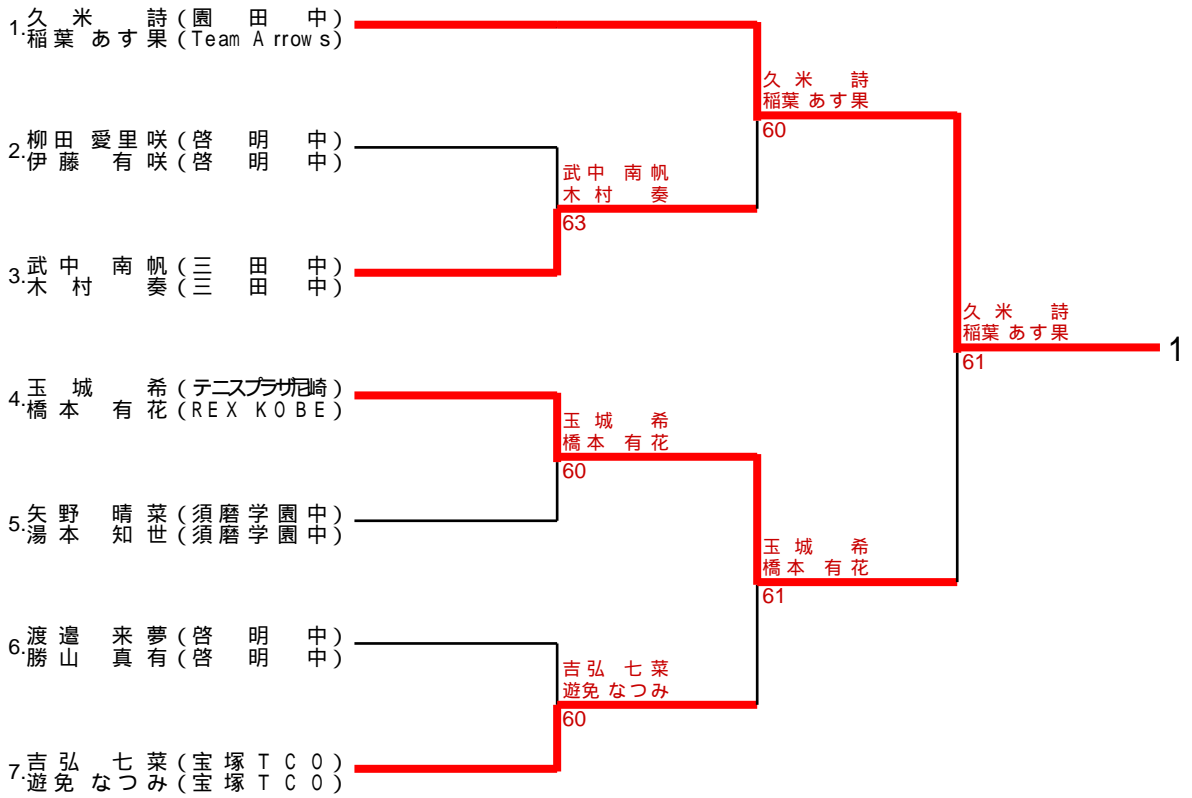 1.久 米 詩 (園 田 中)
稲葉 あす果 (Team Arrows)
久 米 詩
稲葉 あす果
60
2.柳田 愛里咲 (啓 明 中)
伊藤 有咲 (啓 明 中)
武中 南帆
木村 奏
63
3.武中 南帆 (三 田 中)
木村 奏 (三 田 中)
久 米 詩
稲葉 あす果
61
1
4.玉城 希 (テニスプラザ尼崎)
橋本 有花 (REX KOBE)
玉城 希
橋本 有花
60
5.矢野 晴菜 (須磨学園中)
湯本 知世 (須磨学園中)
玉城 希
橋本 有花
61
6.渡邉 来夢 (啓 明 中)
勝山 真有 (啓 明 中)
吉弘 七菜
遊免 なつみ
60
7.吉弘 七菜 (宝塚TCO)
遊免 なつみ (宝塚TCO)